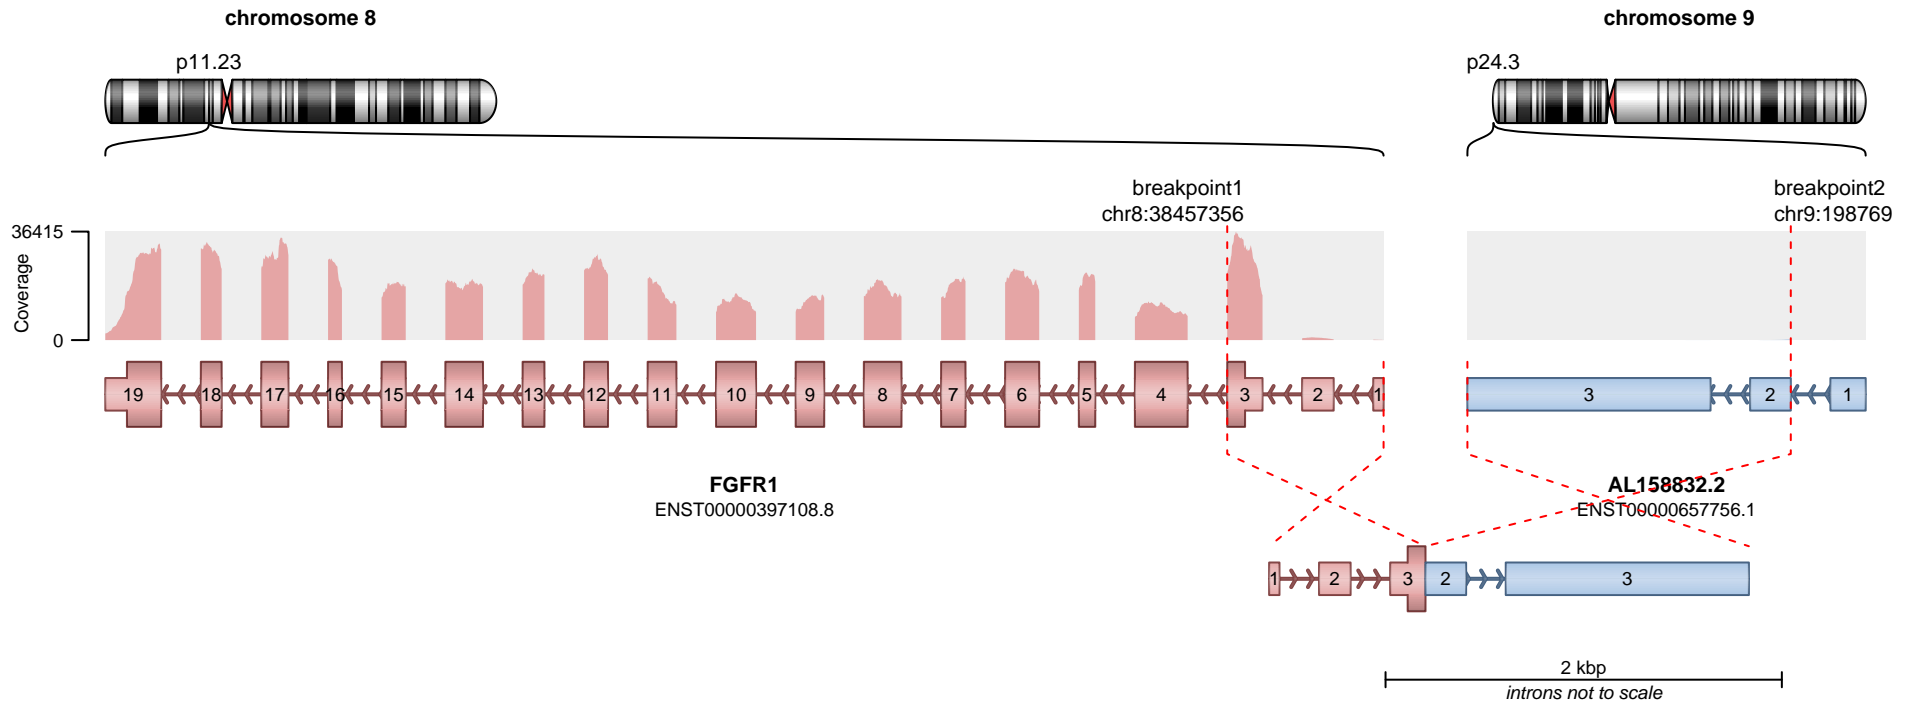 chromosome 8
chromosome 9
p11.23
p24.3
breakpoint1
chr8:38457356
breakpoint2
chr9:198769
36415
Coverage
0
19 18 17 16 15 14 13 12 11 10 9 8 7 6 5 4 3 2 1
3 2 1
FGFR1
ENST00000397108.8
AL158832.2
ENST00000657756.1
1 2 3 2 3
2 kbp
introns not to scale